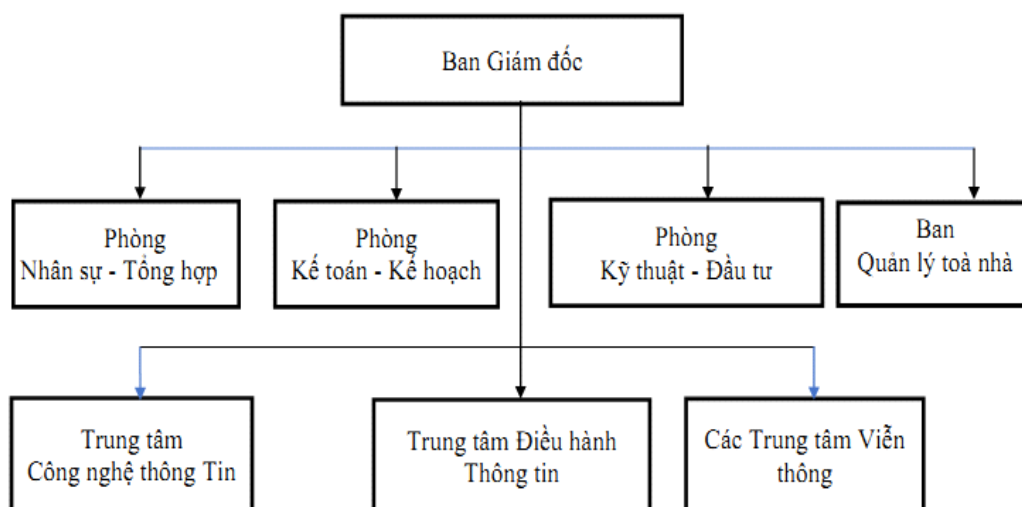 Ban Giám đốc
Phòng
Nhân sự - Tổng hợp
Phòng
Kế toán - Kế hoạch
Phòng
Kỹ thuật - Đầu tư
Ban
Quản lý toà nhà
Trung tâm
Công nghệ thông Tin
Trung tâm Điều hành
Thông tin
Các Trung tâm Viễn
thông